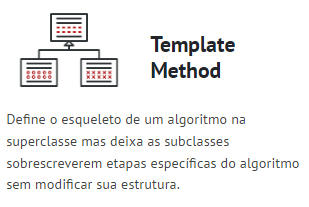 Template
Method
Define o esqueleto de um algoritmo na
superclasse mas deixa as subclasses
sobrescreverem etapas específicas do algoritmo
sem modificar sua estrutura.